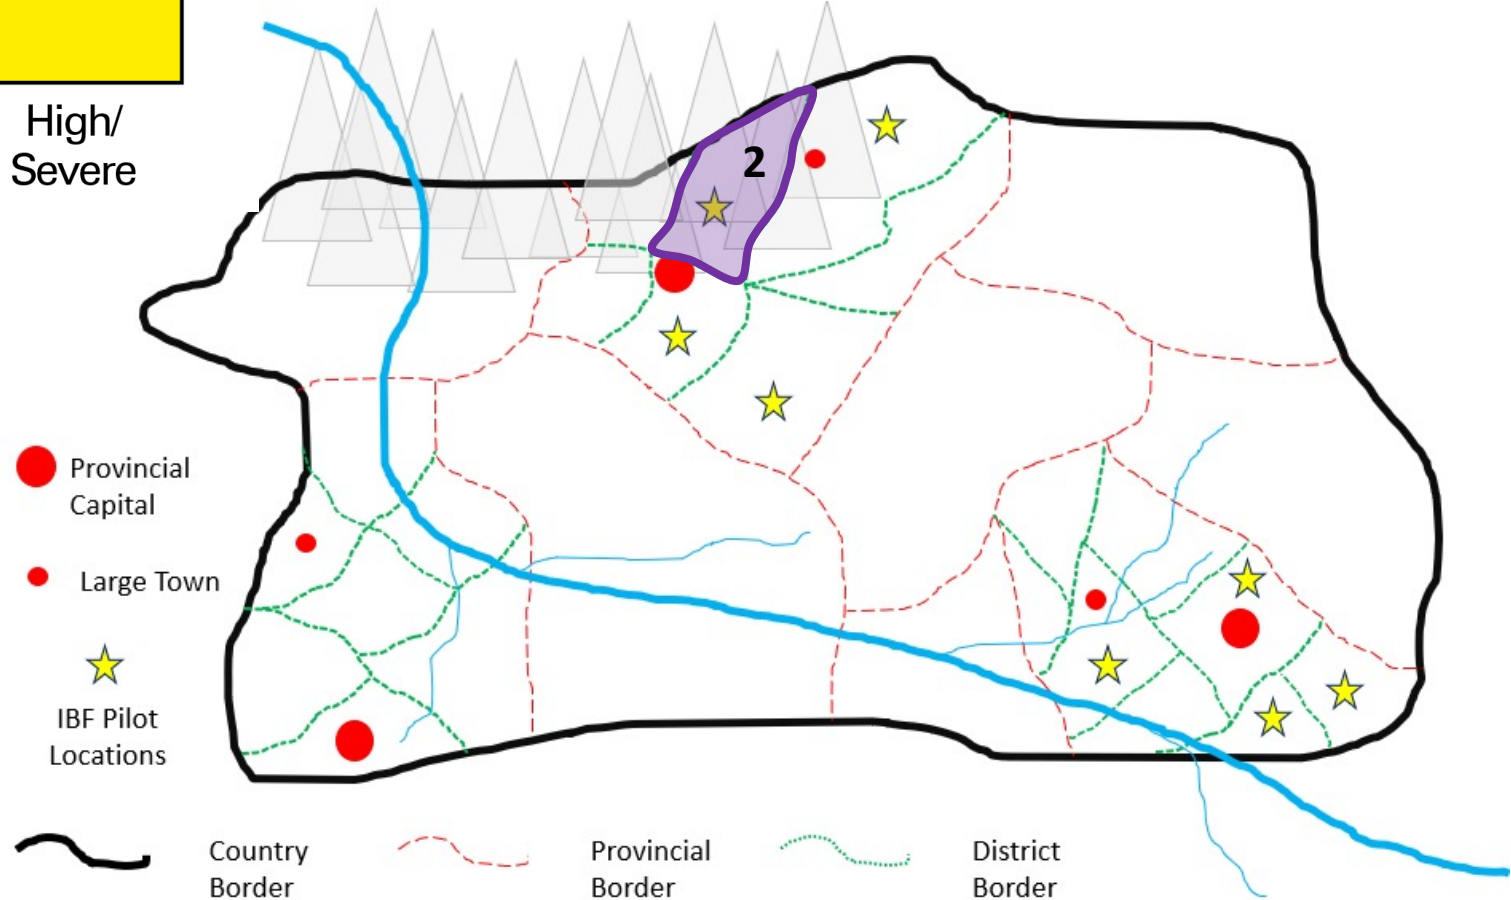 High/
Severe
2
Provincial
Capital
Large Town
IBF Pilot
Locations
Country
Border
Provincial
Border
District
Border